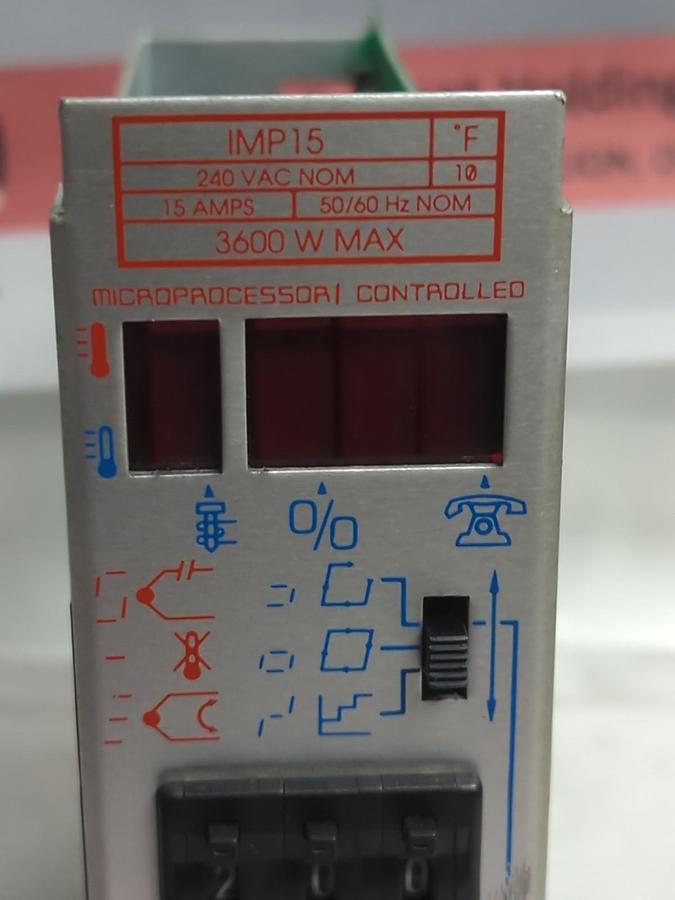 IMP15 °F
240 VAC NOM 10
15 AMPS 50/60 Hz NOM
3600 W MAX
MICROPROCESSOR CONTROLLED
%
2 0 0